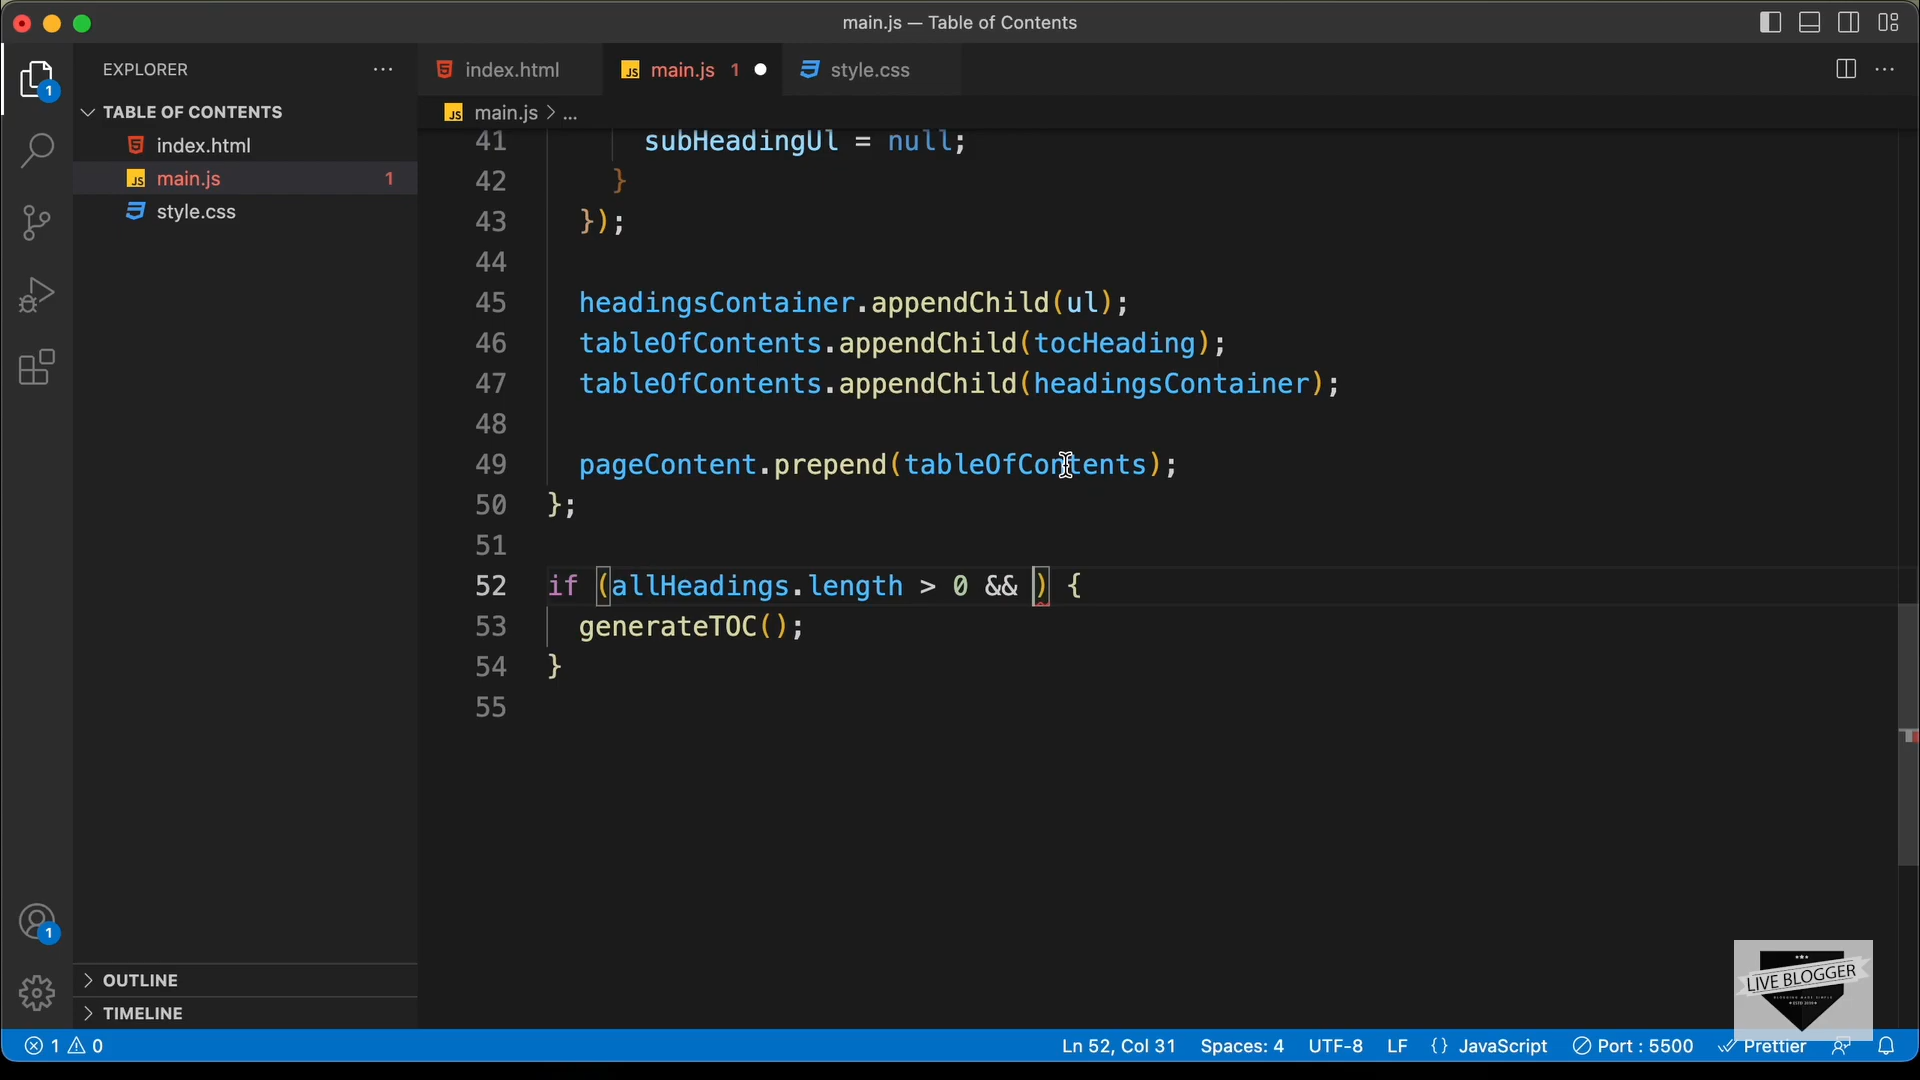 main.js — Table of Contents
EXPLORER
index.html
main.js 1
style.css
TABLE OF CONTENTS
index.html
main.js 1
style.css
main.js > ...
41 subHeadingUl = null;
42 }
43 });
44
45 headingsContainer.appendChild(ul);
46 tableOfContents.appendChild(tocHeading);
47 tableOfContents.appendChild(headingsContainer);
48
49 pageContent.prepend(tableOfContents);
50 };
51
52 if (allHeadings.length > 0 && ) {
53 generateTOC();
54 }
55
1
1
OUTLINE
TIMELINE
LIVE BLOGGER
1 0
Ln 52, Col 31 Spaces: 4 UTF-8 LF {} JavaScript Port : 5500 Prettier